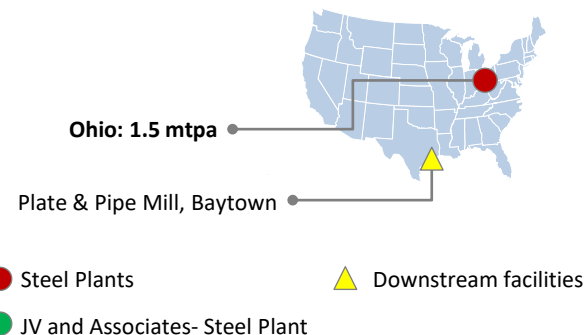 Ohio: 1.5 mtpa
Plate & Pipe Mill, Baytown
Steel Plants
Downstream facilities
JV and Associates- Steel Plant